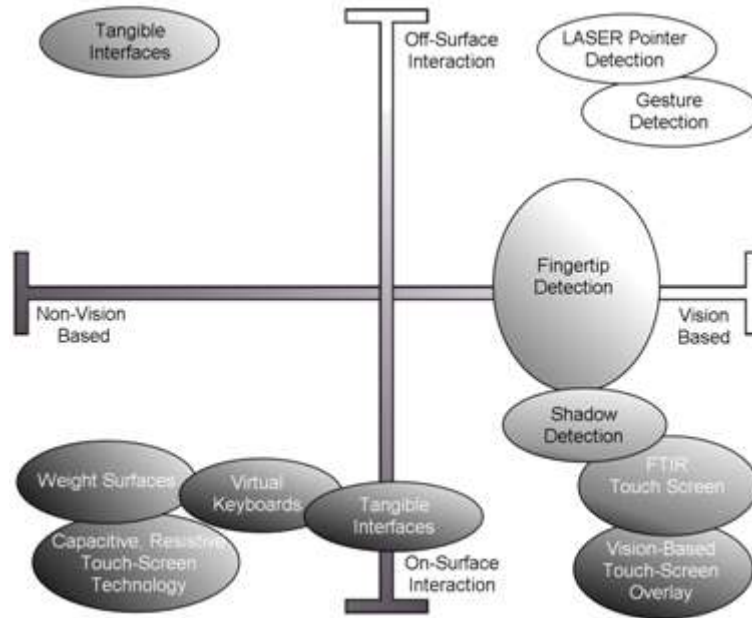 Tangible
Interfaces
Off-Surface
Interaction
LASER Pointer
Detection
Gesture
Detection
Fingertip
Detection
Non-Vision
Based
Vision
Based
Shadow
Detection
Weight Surfaces
Virtual
Keyboards
Tangible
Interfaces
FTIR
Touch Screen
Capacitive, Resistive,
Touch-Screen
Technology
On-Surface
Interaction
Vision-Based
Touch-Screen
Overlay